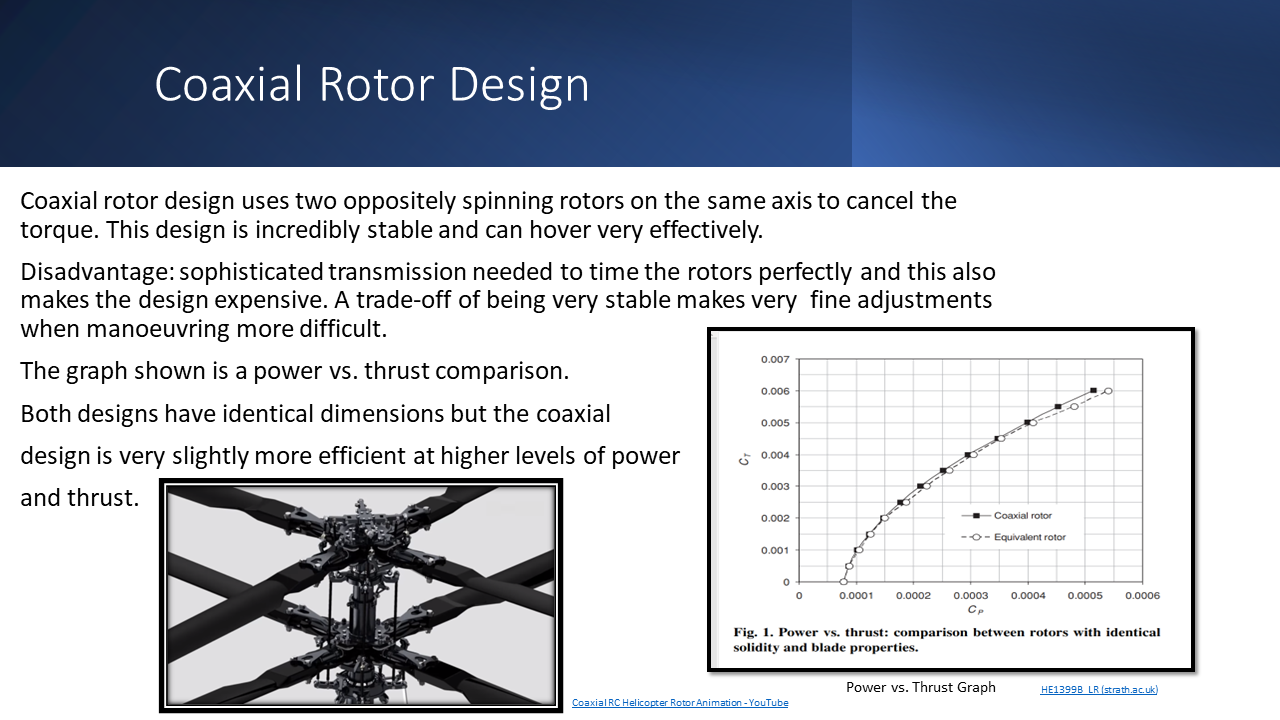 Coaxial Rotor Design
Coaxial rotor design uses two oppositely spinning rotors on the same axis to cancel the
torque. This design is incredibly stable and can hover very effectively.
Disadvantage: sophisticated transmission needed to time the rotors perfectly and this also
makes the design expensive. A trade-off of being very stable makes very  fine adjustments
when manoeuvring more difficult.
The graph shown is a power vs. thrust comparison.
Both designs have identical dimensions but the coaxial
design is very slightly more efficient at higher levels of power
and thrust.
0.007
0.006
0.005
0.004
0.003
0.002
0.001
0
C_T
Coaxial rotor
Equivalent rotor
0 0.0001 0.0002 0.0003 0.0004 0.0005 0.0006
C_P
Fig. 1. Power vs. thrust: comparison between rotors with identical
solidity and blade properties.
Power vs. Thrust Graph
HE1399B_LR (strath.ac.uk)
Coaxial RC Helicopter Rotor Animation - YouTube